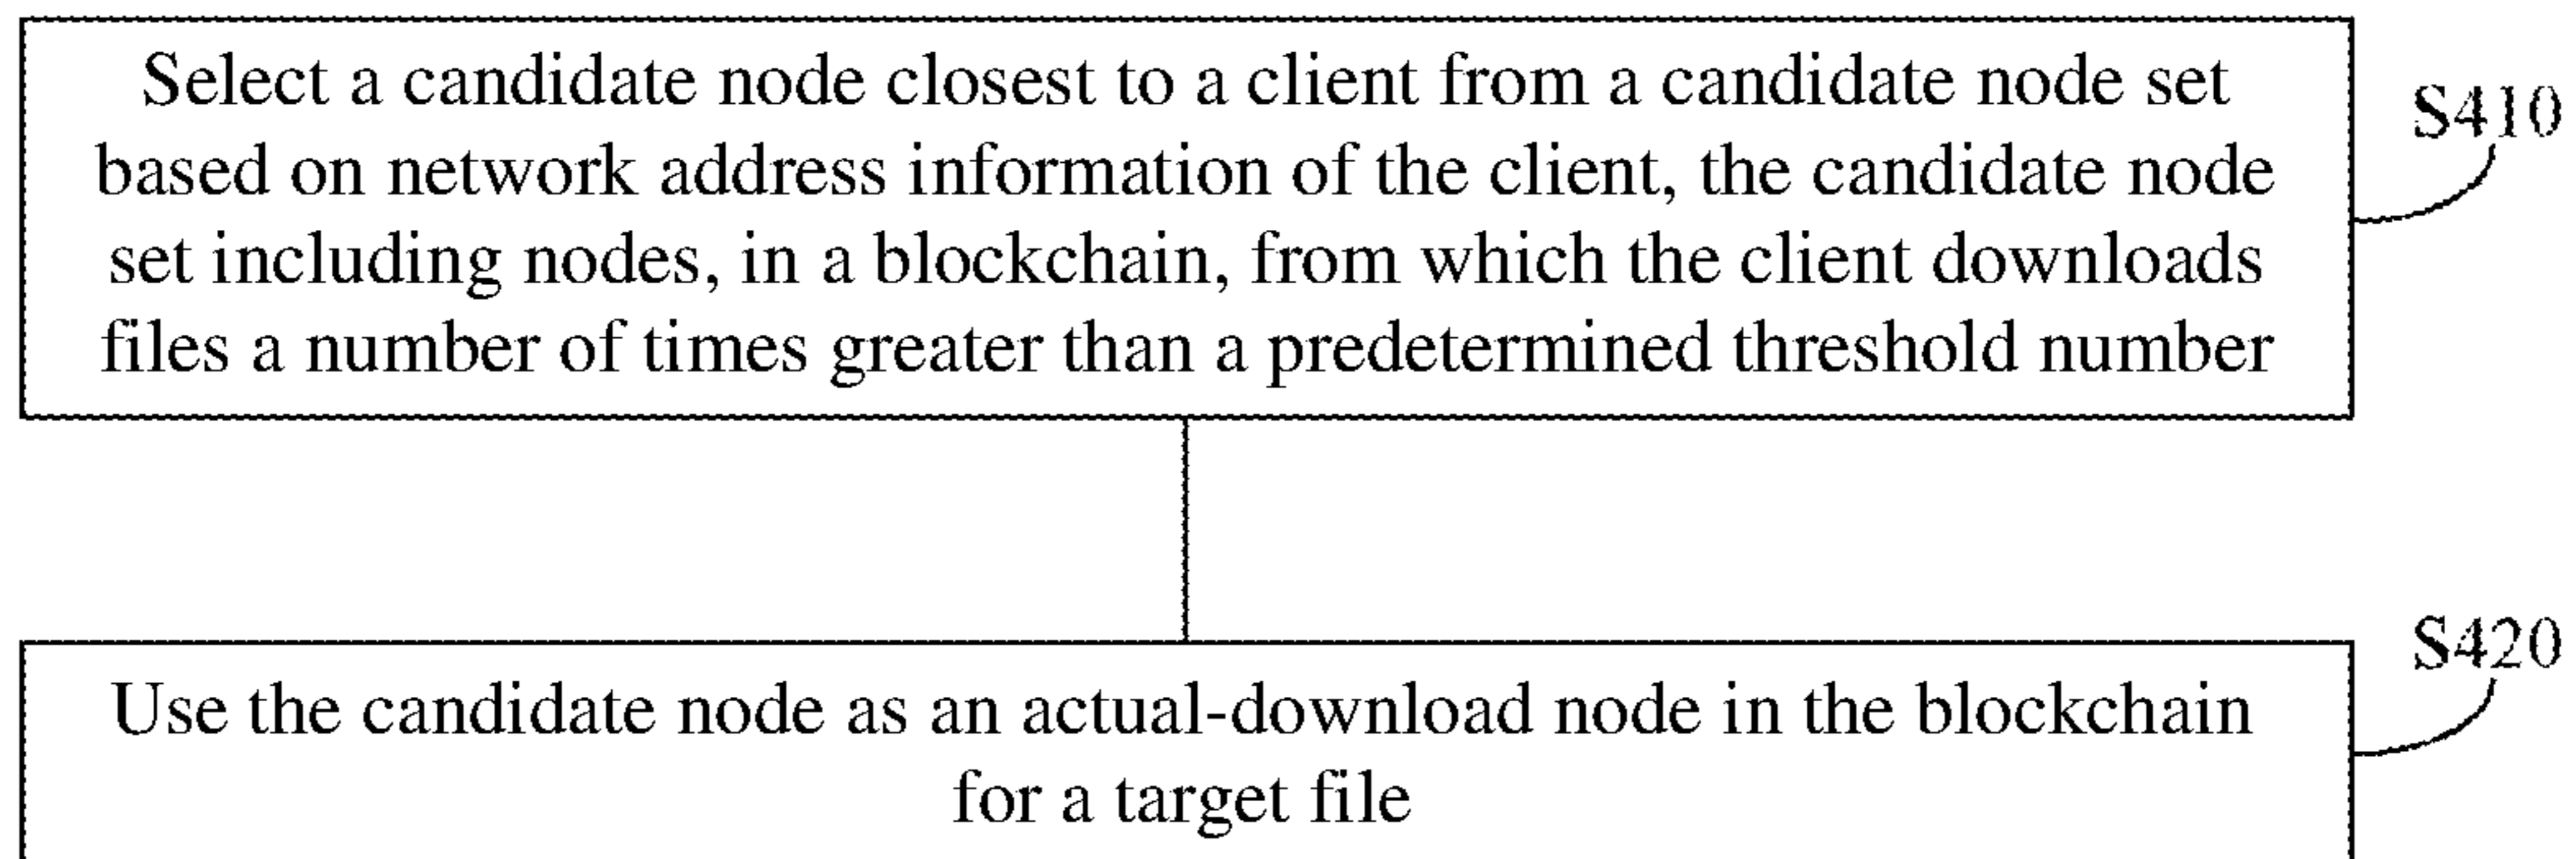 Select a candidate node closest to a client from a candidate node set
based on network address information of the client, the candidate node
set including nodes, in a blockchain, from which the client downloads
files a number of times greater than a predetermined threshold number
S410
Use the candidate node as an actual-download node in the blockchain
for a target file
S420